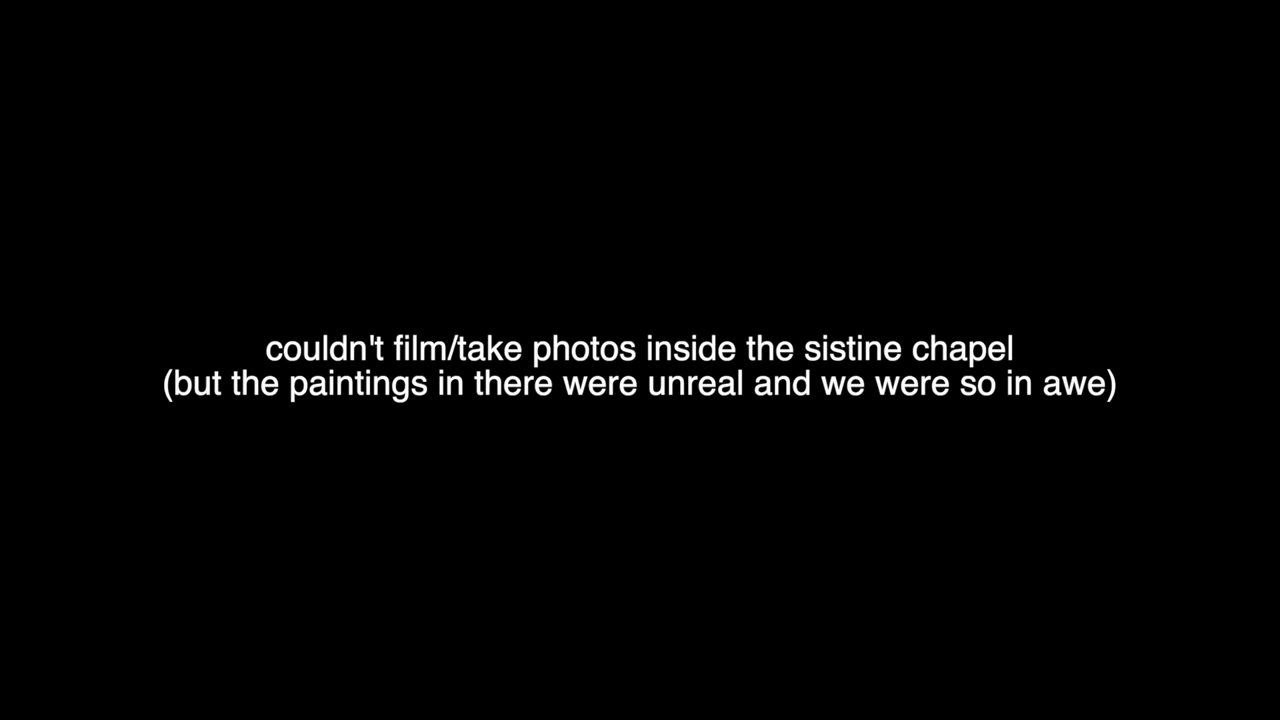 couldn't film/take photos inside the sistine chapel
(but the paintings in there were unreal and we were so in awe)